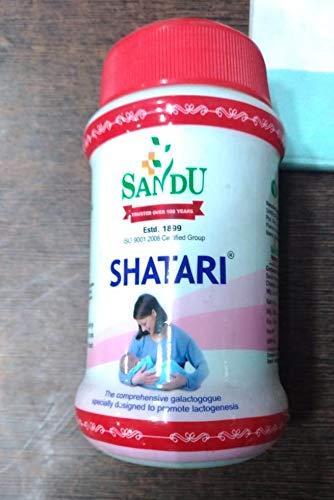 SANDU
TRUSTED OVER 100 YEARS
Estd. 1899
ISO 9001:2008 Certified Group
SHATARI®
The comprehensive galactogogue
specially designed to promote lactogenesis